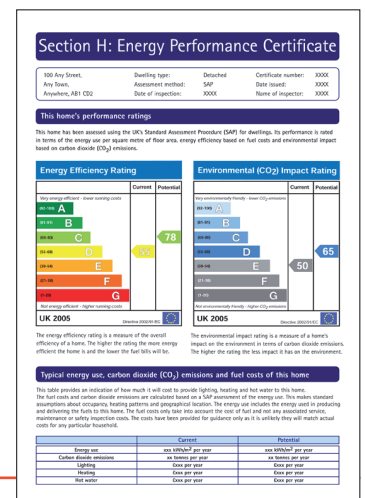 Section H: Energy Performance Certificate
100 Any Street,
Any Town,
Anywhere, AB1 CD2
Dwelling type: Detached
Assessment method: SAP
Date of inspection: XXXX
Certificate number: XXXX
Date issued: XXXX
Name of inspector: XXXX
This home's performance ratings
This home has been assessed using the UK's Standard Assessment Procedure (SAP) for dwellings. Its performance is rated
in terms of the energy use per square metre of floor area, energy efficiency based on fuel costs and environmental impact
based on carbon dioxide (CO2) emissions.
Energy Efficiency Rating
Current Potential
Very energy efficient - lower running costs
(92-100) A
(81-91) B
(69-80) C
78
(55-68) D
(39-54) E
(21-38) F
(1-20) G
Not energy efficient - higher running costs
UK 2005
Directive 2002/91/EC
The energy efficiency rating is a measure of the overall
efficiency of a home. The higher the rating the more energy
efficient the home is and the lower the fuel bills will be.
Environmental (CO2) Impact Rating
Current Potential
Very environmentally friendly - lower CO2 emissions
(92-100) A
(81-91) B
(69-80) C
(55-68) D
65
(39-54) E
50
(21-38) F
(1-20) G
Not environmentally friendly - higher CO2 emissions
UK 2005
Directive 2002/91/EC
The environmental impact rating is a measure of a home's
impact on the environment in terms of carbon dioxide emissions.
The higher the rating the less impact it has on the environment.
Typical energy use, carbon dioxide (CO2) emissions and fuel costs of this home
This table provides an indication of how much it will cost to provide lighting, heating and hot water to this home.
The fuel costs and carbon dioxide emissions are calculated based on a SAP assessment of the energy use. This makes standard
assumptions about occupancy, heating patterns and geographical location. The energy use includes the energy used in producing
and delivering the fuels to this home. The fuel costs only take into account the cost of fuel and not any associated service,
maintenance or safety inspection costs. The costs have been provided for guidance only as it is unlikely they will match actual
costs for any particular household.
Current Potential
Energy use xxx kWh/m2 per year xxx kWh/m2 per year
Carbon dioxide emissions xx tonnes per year xx tonnes per year
Lighting £xxx per year £xxx per year
Heating £xxx per year £xxx per year
Hot water £xxx per year £xxx per year